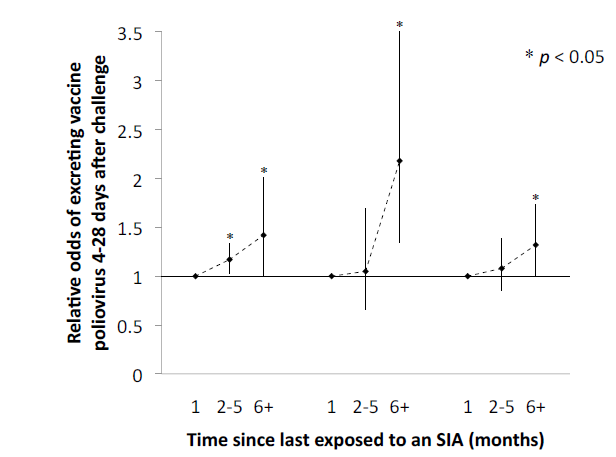 Relative odds of excreting vaccine
poliovirus 4-28 days after challenge
3.5
3
2.5
2
1.5
1
0.5
0
*
*
*
*
* p < 0.05
1 2-5 6+ 1 2-5 6+ 1 2-5 6+
Time since last exposed to an SIA (months)